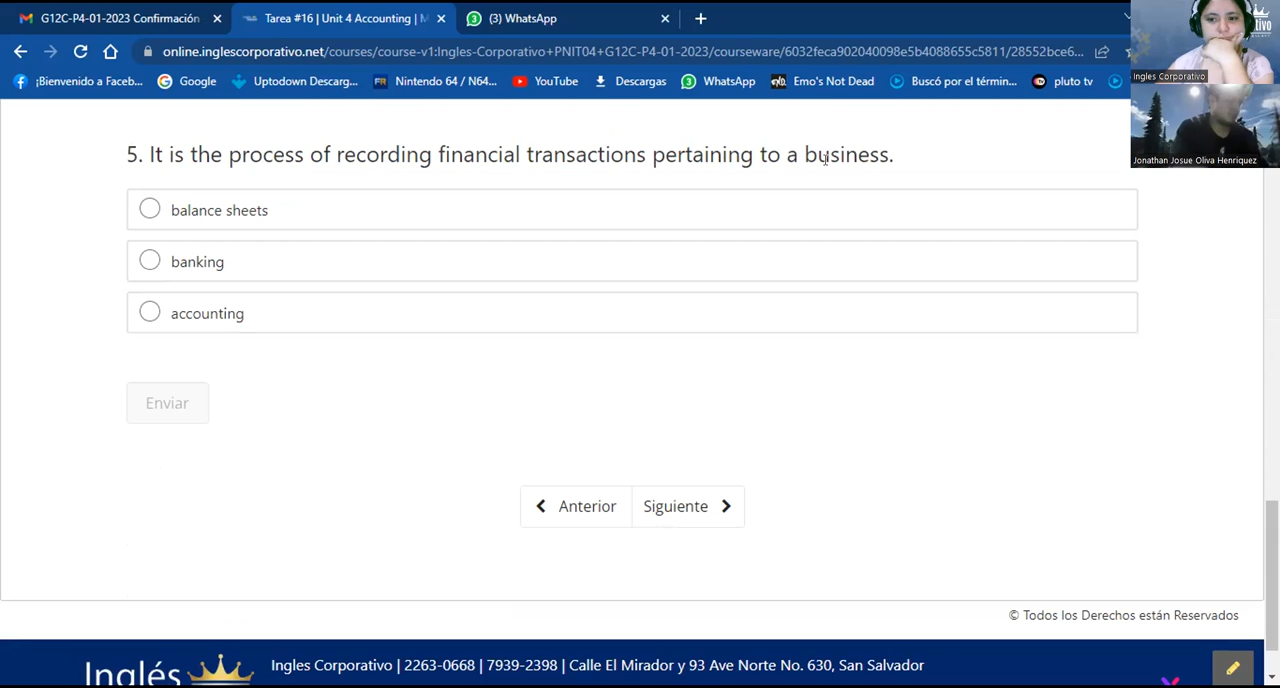 G12C-P4-01-2023 Confirmación
Tarea #16 | Unit 4 Accounting | M
(3) WhatsApp
online.inglescorporativo.net/courses/course-v1:Ingles-Corporativo+PNIT04+G12C-P4-01-2023/courseware/6032feca902040098e5b4088655c5811/28552bce6...
¡Bienvenido a Faceb... Google Uptodown Descarg... Nintendo 64 / N64... YouTube Descargas WhatsApp Emo's Not Dead Buscó por el términ... pluto tv
Ingles Corporativo
Jonathan Josue Oliva Henriquez
5. It is the process of recording financial transactions pertaining to a business.
balance sheets
banking
accounting
Enviar
Anterior Siguiente
© Todos los Derechos están Reservados
Inglés
Ingles Corporativo | 2263-0668 | 7939-2398 | Calle El Mirador y 93 Ave Norte No. 630, San Salvador